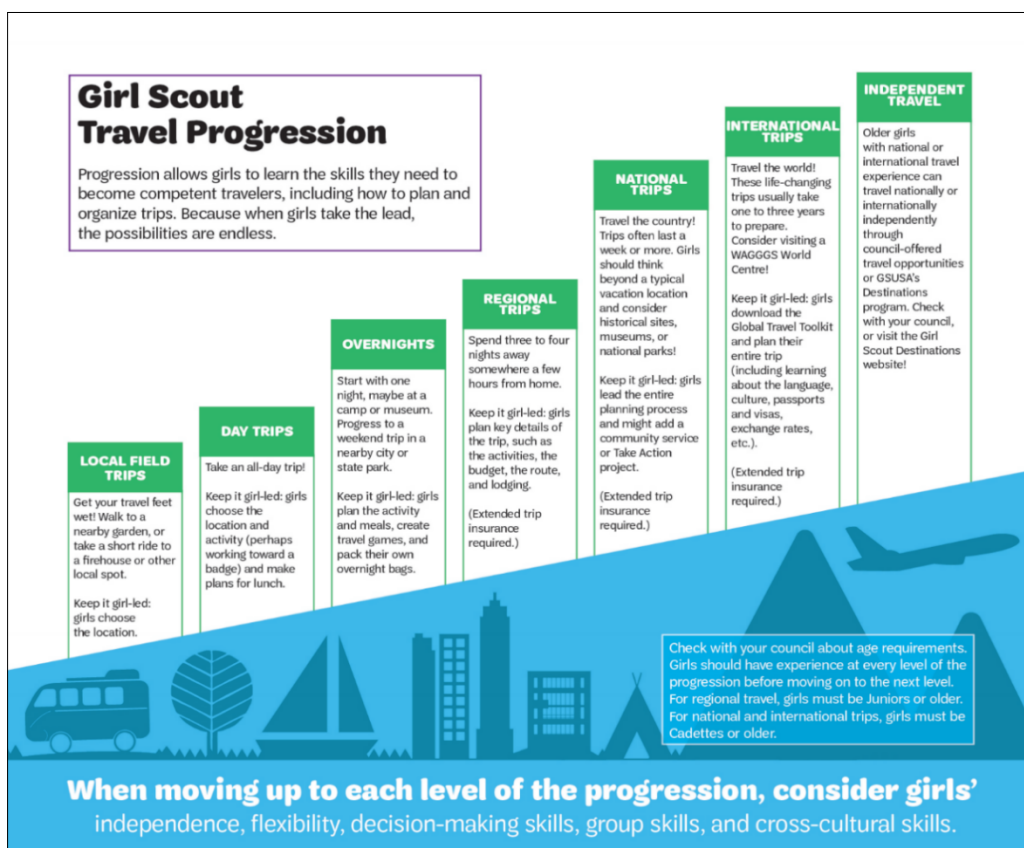 Girl Scout
Travel Progression
Progression allows girls to learn the skills they need to
become competent travelers, including how to plan and
organize trips. Because when girls take the lead,
the possibilities are endless.
LOCAL FIELD
TRIPS
Get your travel feet
wet! Walk to a
nearby garden, or
take a short ride to
a firehouse or other
local spot.
Keep it girl-led:
girls choose
the location.
DAY TRIPS
Take an all-day trip!
Keep it girl-led: girls
choose the
location and
activity (perhaps
working toward a
badge) and make
plans for lunch.
OVERNIGHTS
Start with one
night, maybe at a
camp or museum.
Progress to a
weekend trip in a
nearby city or
state park.
Keep it girl-led: girls
plan the activity
and meals, create
travel games, and
pack their own
overnight bags.
REGIONAL
TRIPS
Spend three to four
nights away
somewhere a few
hours from home.
Keep it girl-led: girls
plan key details of
the trip, such as
the activities, the
budget, the route,
and lodging.
(Extended trip
insurance
required.)
NATIONAL
TRIPS
Travel the country!
Trips often last a
week or more. Girls
should think
beyond a typical
vacation location
and consider
historical sites,
museums, or
national parks!
Keep it girl-led: girls
lead the entire
planning process
and might add a
community service
or Take Action
project.
(Extended trip
insurance
required.)
INTERNATIONAL
TRIPS
Travel the world!
These life-changing
trips usually take
one to three years
to prepare.
Consider visiting a
WAGGGS World
Centre!
Keep it girl-led: girls
download the
Global Travel Toolkit
and plan their
entire trip
(including learning
about the language,
culture, passports
and visas,
exchange rates,
etc.).
(Extended trip
insurance
required.)
INDEPENDENT
TRAVEL
Older girls
with national or
international travel
experience can
travel nationally or
internationally
independently
through
council-offered
travel opportunities
or GSUSA's
Destinations
program. Check
with your council,
or visit the Girl
Scout Destinations
website!
Check with your council about age requirements.
Girls should have experience at every level of the
progression before moving on to the next level.
For regional travel, girls must be Juniors or older.
For national and international trips, girls must be
Cadettes or older.
When moving up to each level of the progression, consider girls'
independence, flexibility, decision-making skills, group skills, and cross-cultural skills.